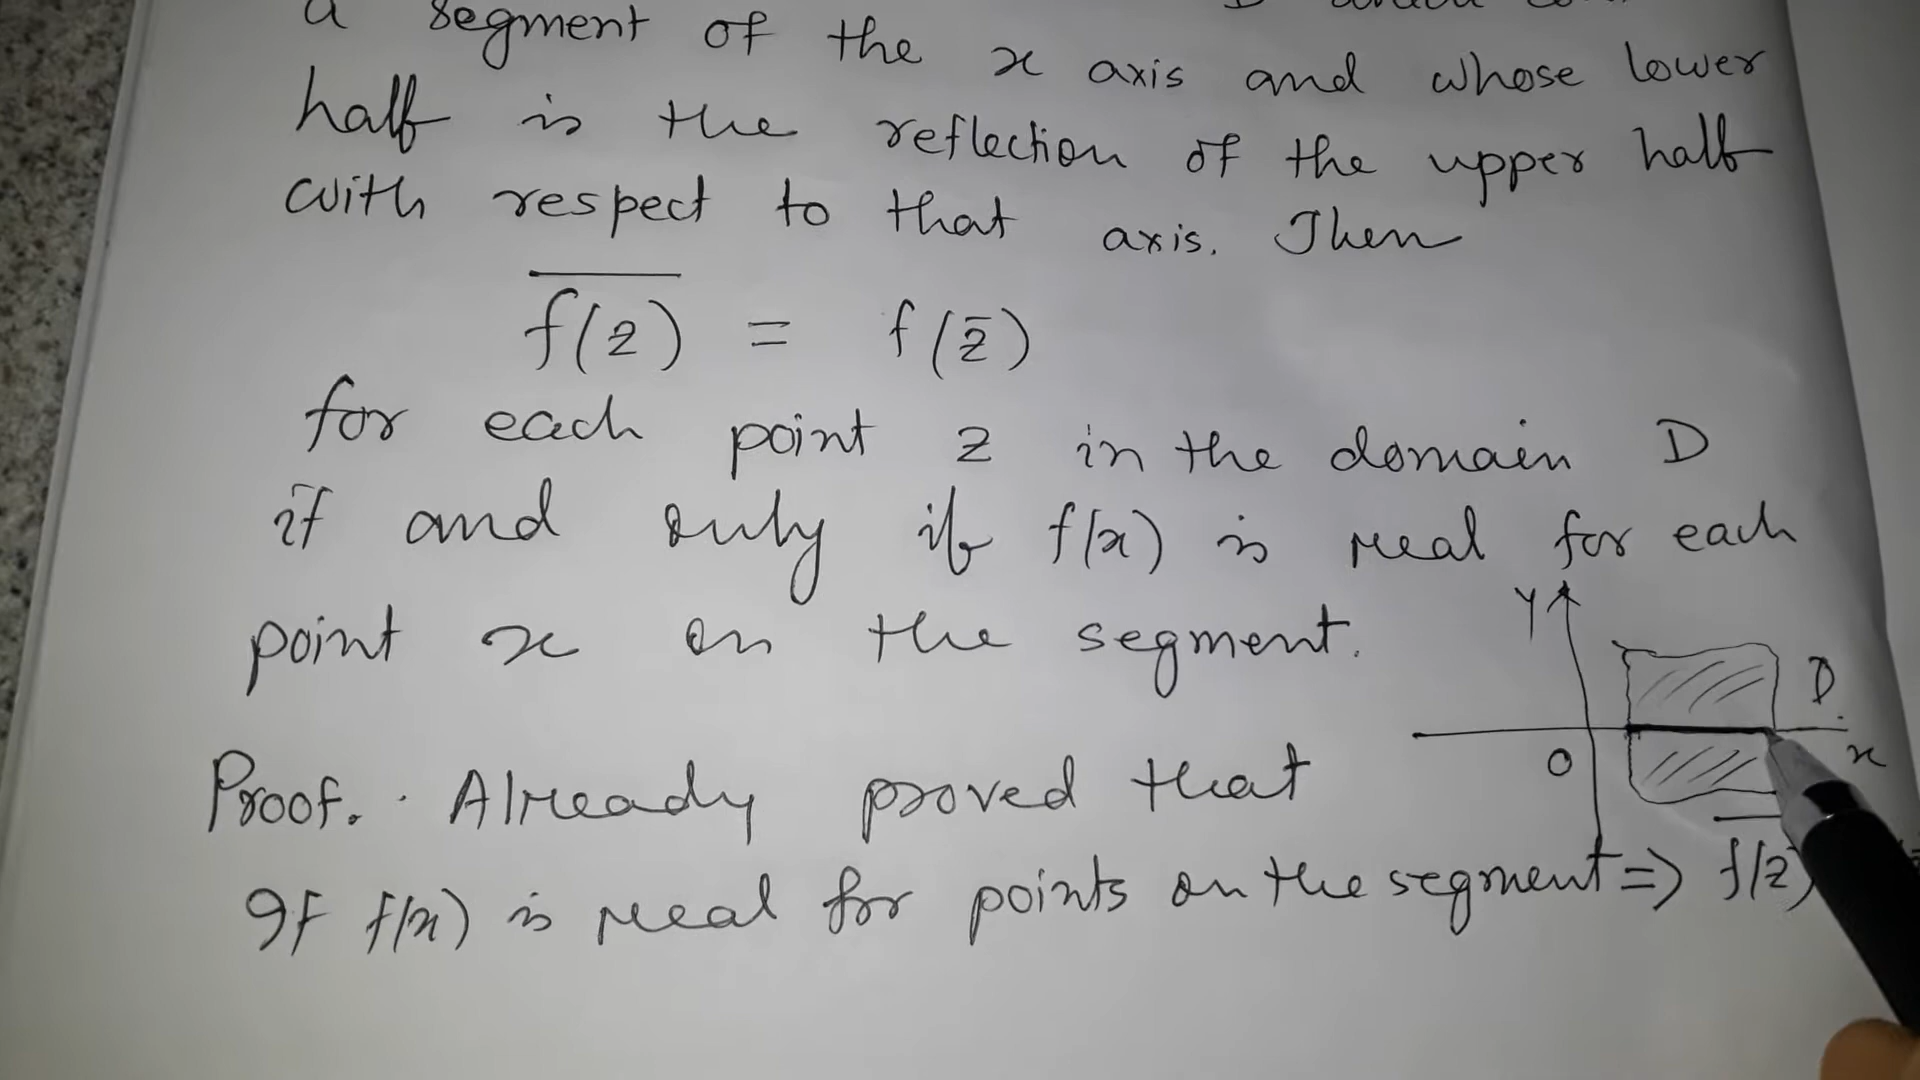 a segment of the x axis and whose lower
half is the reflection of the upper half
with respect to that axis. Then
\overline{f(z)} = f(z̄)
for each point z in the domain D
if and only if f(x) is real for each
point x on the segment.
y
D
O
x
Proof. Already proved that
If f(x) is real for points on the segment => \overline{f(z)}